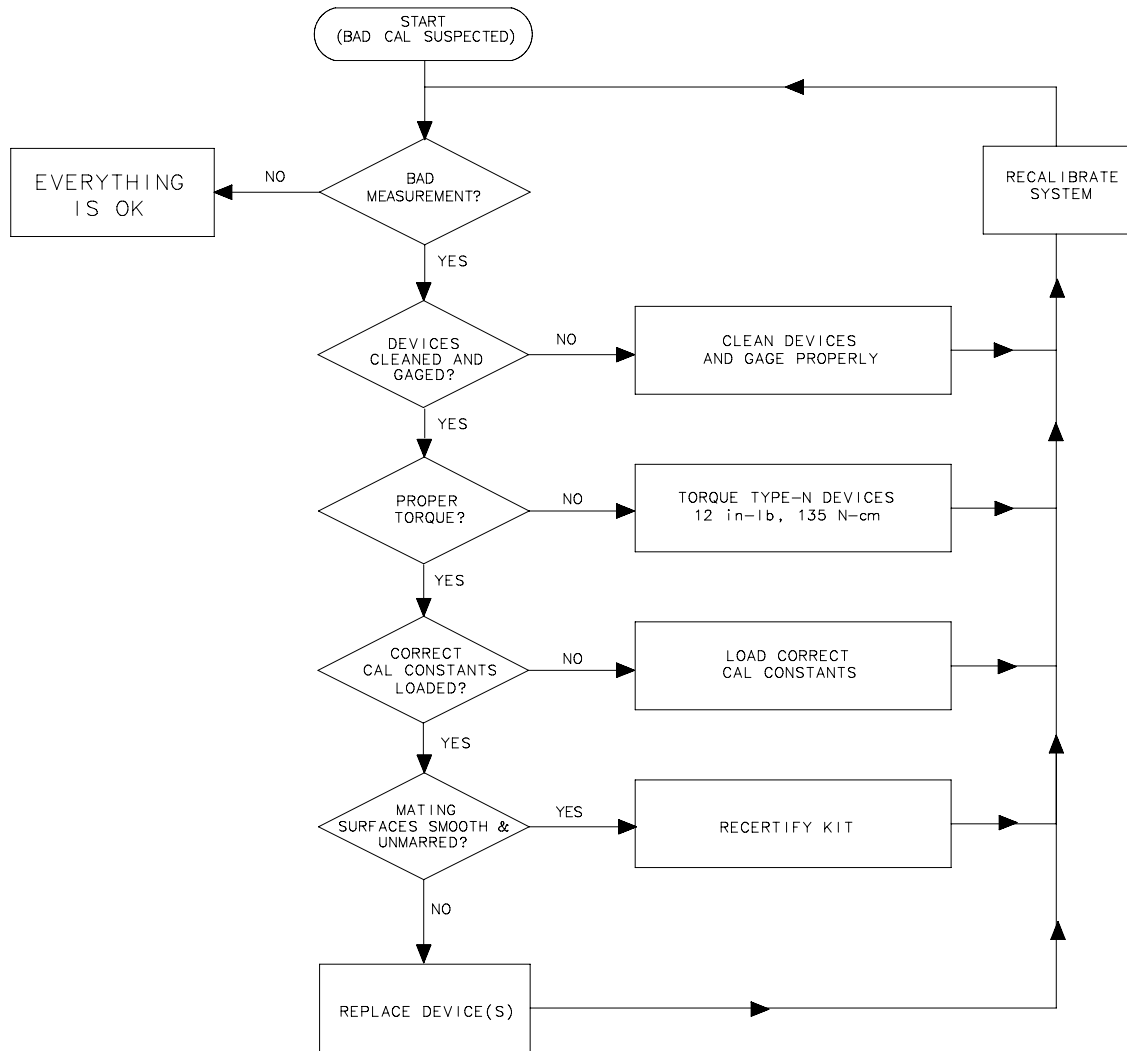 START
(BAD CAL SUSPECTED)
BAD
MEASUREMENT?
NO
EVERYTHING
IS OK
RECALIBRATE
SYSTEM
YES
DEVICES
CLEANED AND
GAGED?
NO
CLEAN DEVICES
AND GAGE PROPERLY
YES
PROPER
TORQUE?
NO
TORQUE TYPE-N DEVICES
12 in-lb, 135 N-cm
YES
CORRECT
CAL CONSTANTS
LOADED?
NO
LOAD CORRECT
CAL CONSTANTS
YES
MATING
SURFACES SMOOTH &
UNMARRED?
YES
RECERTIFY KIT
NO
REPLACE DEVICE(S)